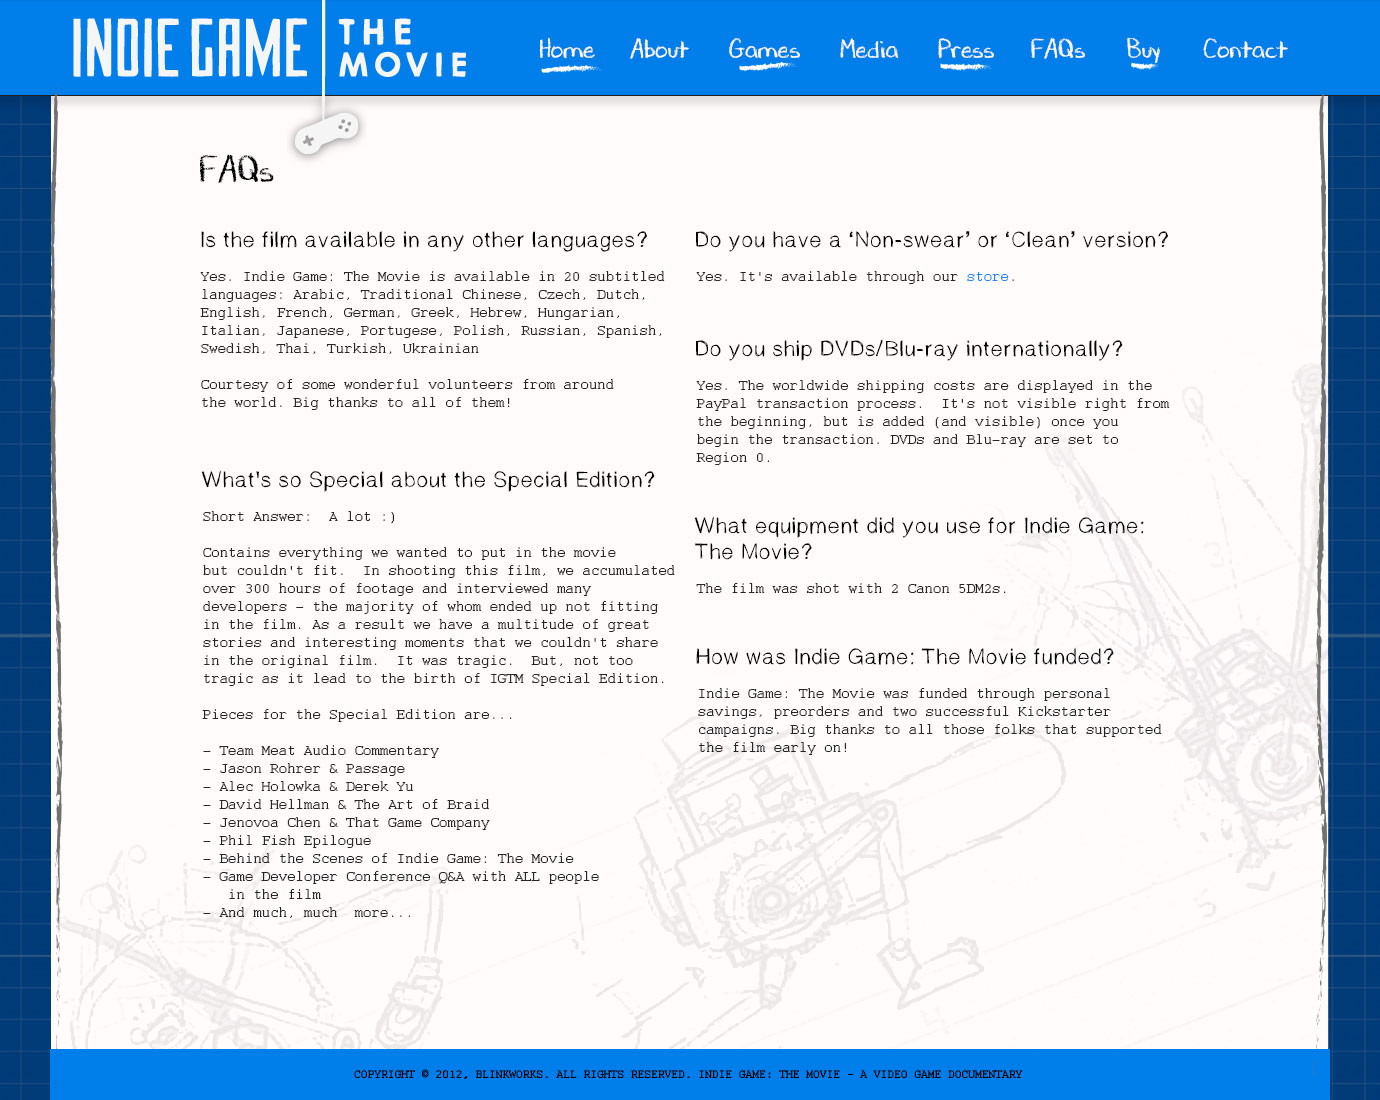 INDIE GAME THE MOVIE
Home About Games Media Press FAQs Buy Contact
FAQs
Is the film available in any other languages?
Yes. Indie Game: The Movie is available in 20 subtitled
languages: Arabic, Traditional Chinese, Czech, Dutch,
English, French, German, Greek, Hebrew, Hungarian,
Italian, Japanese, Portugese, Polish, Russian, Spanish,
Swedish, Thai, Turkish, Ukrainian
Courtesy of some wonderful volunteers from around
the world. Big thanks to all of them!
What's so Special about the Special Edition?
Short Answer:  A lot :)
Contains everything we wanted to put in the movie
but couldn't fit.  In shooting this film, we accumulated
over 300 hours of footage and interviewed many
developers – the majority of whom ended up not fitting
in the film. As a result we have a multitude of great
stories and interesting moments that we couldn't share
in the original film.  It was tragic.  But, not too
tragic as it lead to the birth of IGTM Special Edition.
Pieces for the Special Edition are...
– Team Meat Audio Commentary
– Jason Rohrer & Passage
– Alec Holowka & Derek Yu
– David Hellman & The Art of Braid
– Jenovoa Chen & That Game Company
– Phil Fish Epilogue
– Behind the Scenes of Indie Game: The Movie
– Game Developer Conference Q&A with ALL people
in the film
– And much, much  more...
Do you have a ‘Non-swear’ or ‘Clean’ version?
Yes. It's available through our store.
Do you ship DVDs/Blu-ray internationally?
Yes. The worldwide shipping costs are displayed in the
PayPal transaction process.  It's not visible right from
the beginning, but is added (and visible) once you
begin the transaction. DVDs and Blu-ray are set to
Region 0.
What equipment did you use for Indie Game:
The Movie?
The film was shot with 2 Canon 5DM2s.
How was Indie Game: The Movie funded?
Indie Game: The Movie was funded through personal
savings, preorders and two successful Kickstarter
campaigns. Big thanks to all those folks that supported
the film early on!
COPYRIGHT © 2012, BLINKWORKS. ALL RIGHTS RESERVED. INDIE GAME: THE MOVIE – A VIDEO GAME DOCUMENTARY